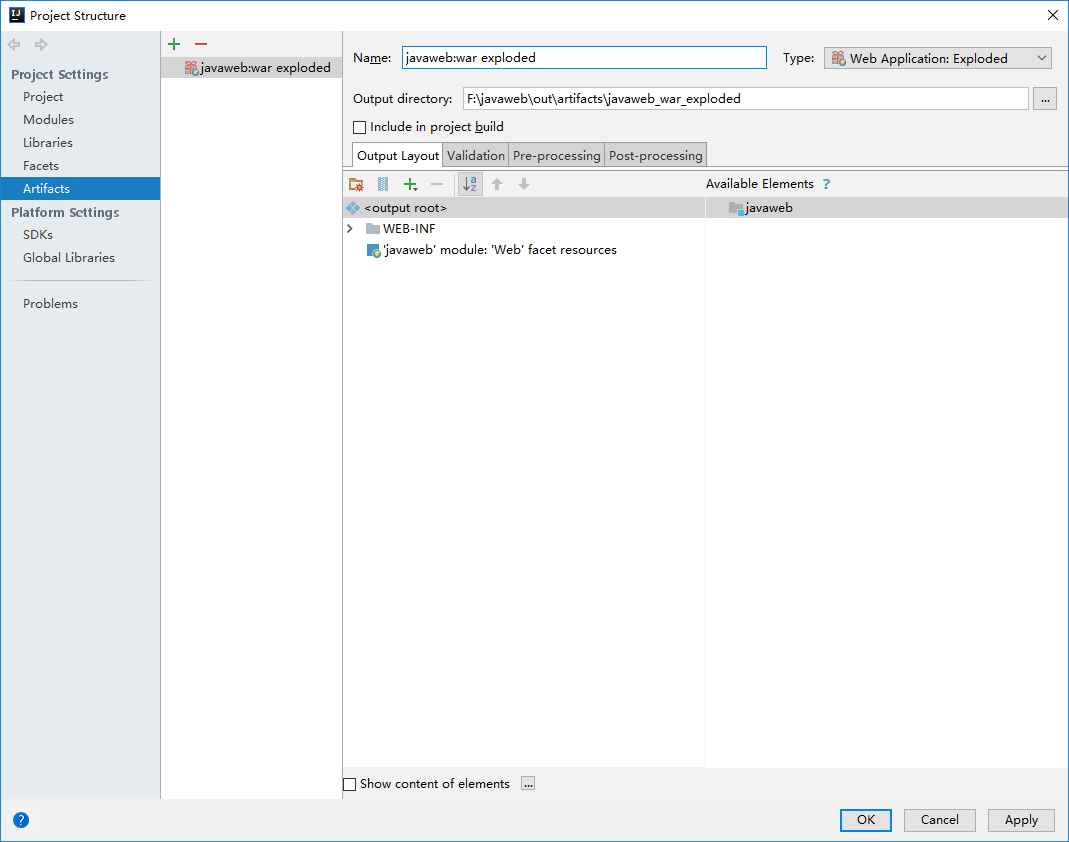 Project Structure
Project Settings
Project
Modules
Libraries
Facets
Artifacts
Platform Settings
SDKs
Global Libraries
Problems
javaweb:war exploded
Name: javaweb:war exploded Type: Web Application: Exploded
Output directory: F:\javaweb\out\artifacts\javaweb_war_exploded ...
Include in project build
Output Layout Validation Pre-processing Post-processing
Available Elements ?
<output root>
WEB-INF
'javaweb' module: 'Web' facet resources
javaweb
Show content of elements ...
? OK Cancel Apply